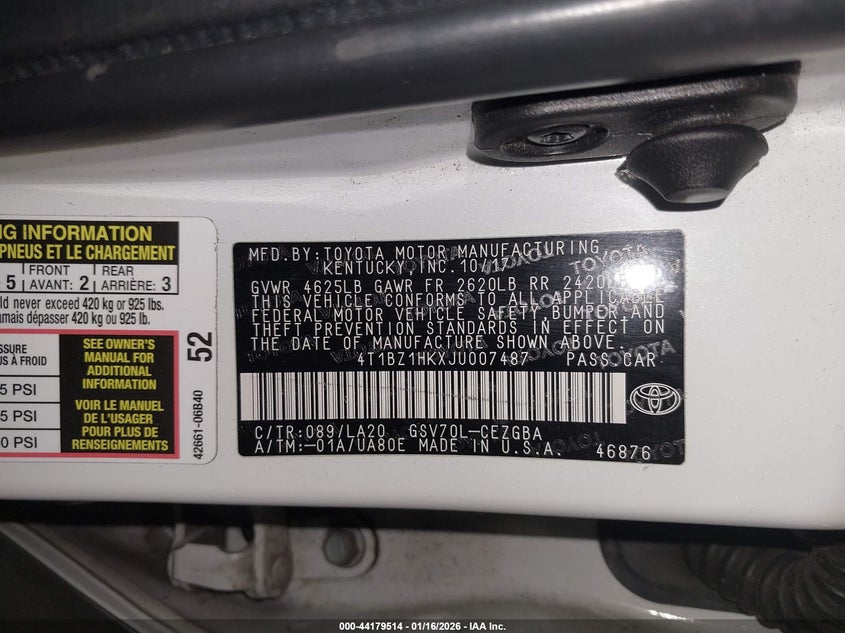 NG INFORMATION
PNEUS ET LE CHARGEMENT
5 FRONT AVANT: 2 REAR ARRIÈRE: 3
ld never exceed 420 kg or 925 lbs.
amais dépasser 420 kg ou 925 lb.
ESSURE
S À FROID
5 PSI
5 PSI
0 PSI
SEE OWNER'S
MANUAL FOR
ADDITIONAL
INFORMATION
VOIR LE MANUEL
DE L'USAGER
POUR PLUS DE
RENSEIGNEMENTS
52
42661-06B40
MFD. BY: TOYOTA MOTOR MANUFACTURING
KENTUCKY, INC. 10/17
GVWR 4625LB GAWR FR 2620LB RR 2420LB
THIS VEHICLE CONFORMS TO ALL APPLICABLE
FEDERAL MOTOR VEHICLE SAFETY, BUMPER AND
THEFT PREVENTION STANDARDS IN EFFECT ON
THE DATE OF MANUFACTURE SHOWN ABOVE.
4T1BZ1HKXJU007487 PASS.CAR
C/TR:089/LA20 GSV70L-CEZGBA
A/TM:-01A/UA80E MADE IN U.S.A. 46876
TOYOTA
000-44179514 - 01/16/2026 - IAA Inc.